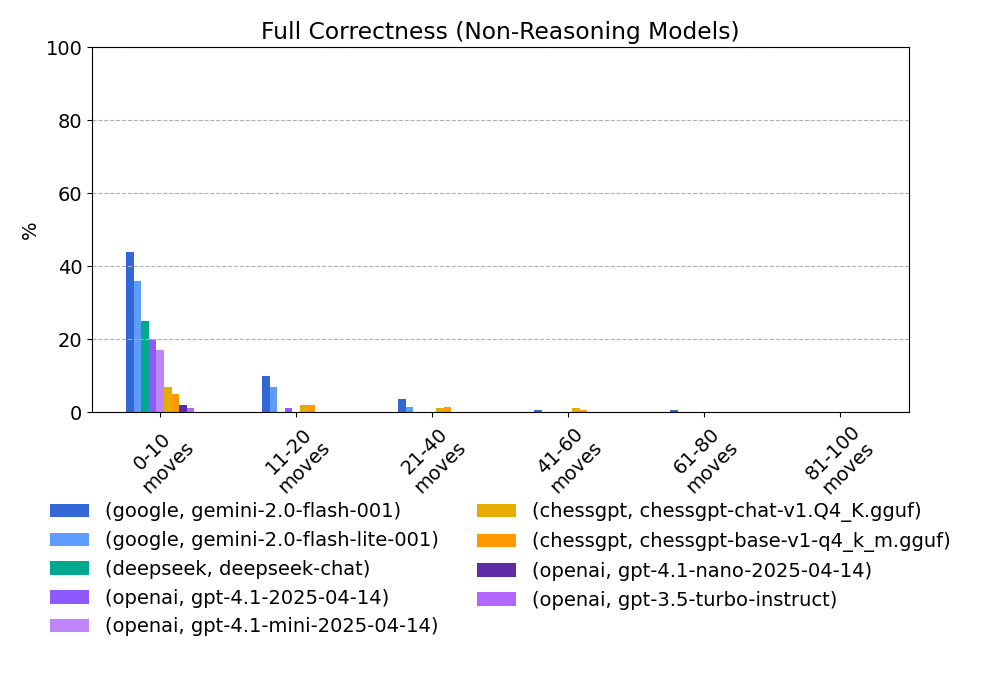 Full Correctness (Non-Reasoning Models)
100
80
60
40
20
0
%
0-10
moves
11-20
moves
21-40
moves
41-60
moves
61-80
moves
81-100
moves
(google, gemini-2.0-flash-001)
(google, gemini-2.0-flash-lite-001)
(deepseek, deepseek-chat)
(openai, gpt-4.1-2025-04-14)
(openai, gpt-4.1-mini-2025-04-14)
(chessgpt, chessgpt-chat-v1.Q4_K.gguf)
(chessgpt, chessgpt-base-v1-q4_k_m.gguf)
(openai, gpt-4.1-nano-2025-04-14)
(openai, gpt-3.5-turbo-instruct)